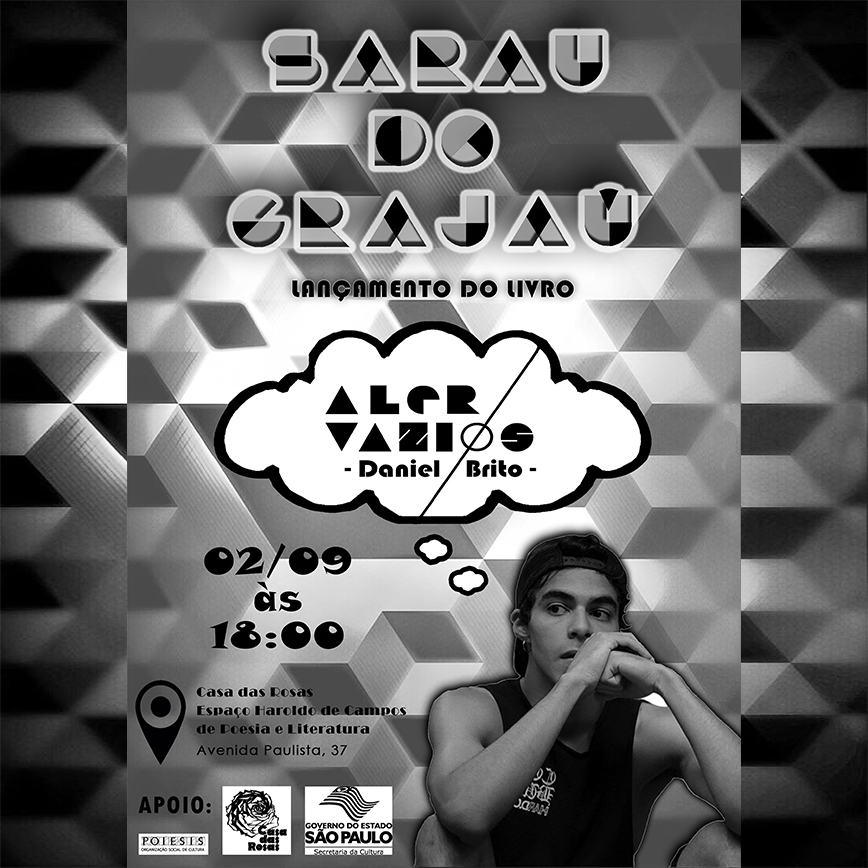 SARAU
DO
GRAJAÚ
LANÇAMENTO DO LIVRO
ALER
VAZIOS
- Daniel Brito -
02/09
às
18:00
Casa das Rosas
Espaço Haroldo de Campos
de Poesia e Literatura
Avenida Paulista, 37
APOIO:
POIESIS
ORGANIZAÇÃO SOCIAL DE CULTURA
Casa
das
Rosas
GOVERNO DO ESTADO
SÃO PAULO
Secretaria da Cultura